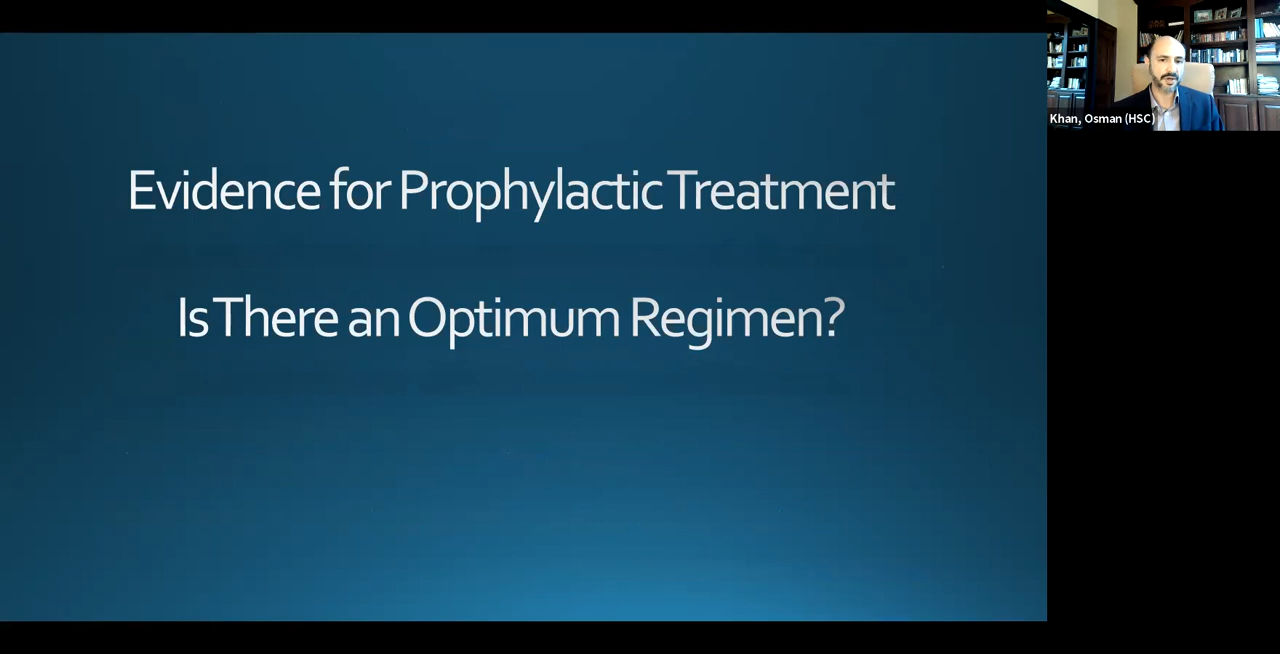 Evidence for Prophylactic Treatment
Is There an Optimum Regimen?
Khan, Osman (HSC)